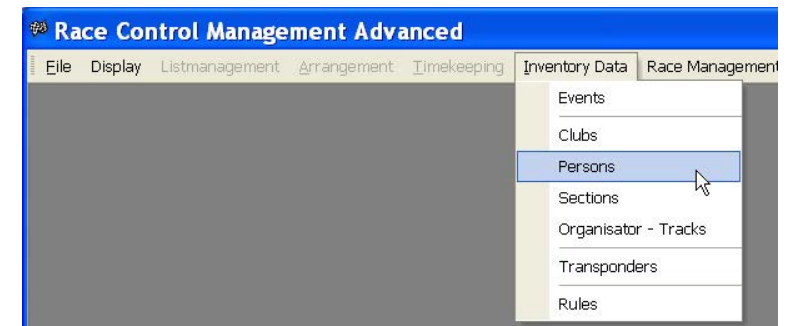 Race Control Management Advanced
File Display Listmanagement Arrangement Timekeeping Inventory Data Race Management
Events
Clubs
Persons
Sections
Organisator - Tracks
Transponders
Rules